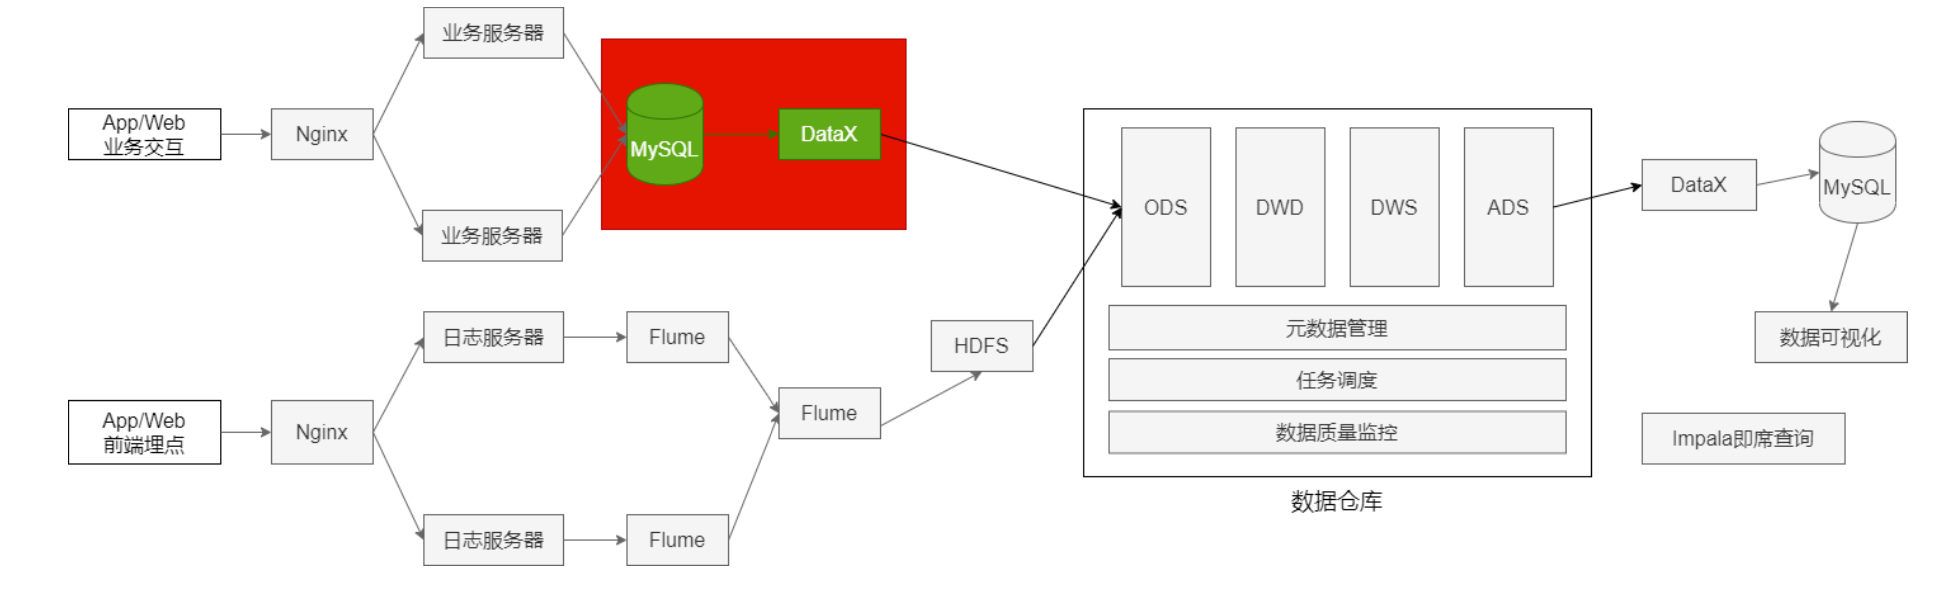 App/Web
业务交互
Nginx
业务服务器
业务服务器
MySQL
DataX
App/Web
前端埋点
Nginx
日志服务器
Flume
日志服务器
Flume
Flume
HDFS
ODS
DWD
DWS
ADS
元数据管理
任务调度
数据质量监控
数据仓库
DataX
MySQL
数据可视化
Impala即席查询